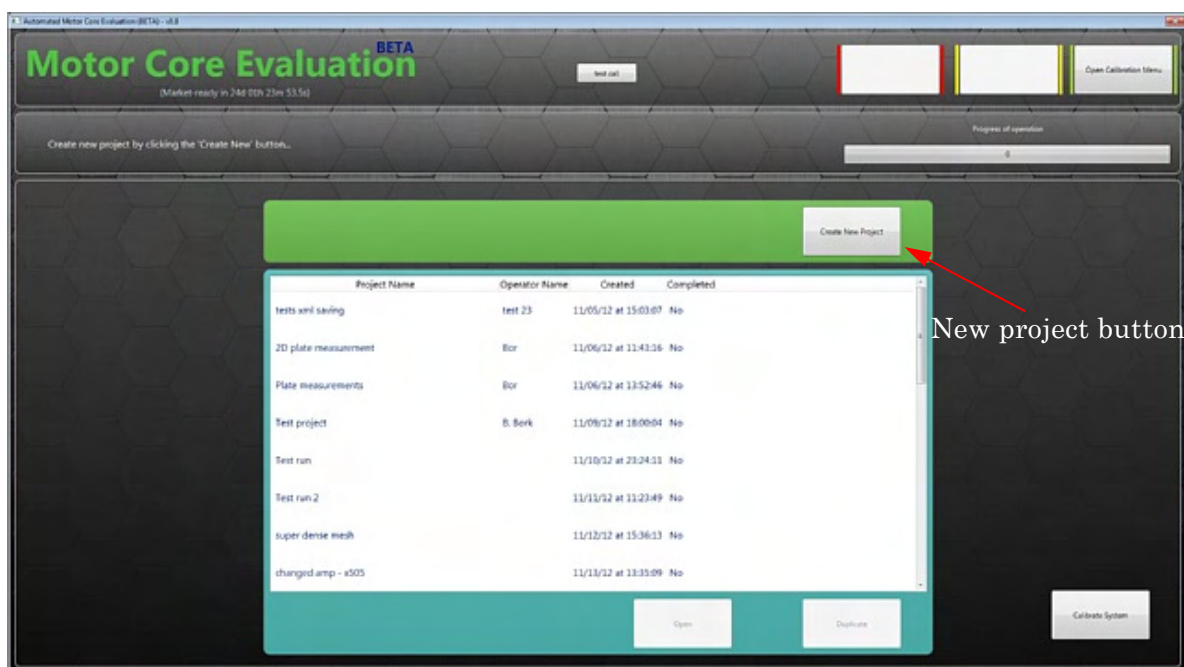 Automated Motor Core Evaluation (BETA) - v0.8
Motor Core Evaluation BETA
(Market-ready in 24d 01h 23m 53.5s)
test call
Open Calibration Menu
Create new project by clicking the 'Create New' button...
Progress of operation
0
Create New Project
New project button
Project Name Operator Name Created Completed
tests xml saving test 23 11/05/12 at 15:03:07 No
2D plate measurement Bor 11/06/12 at 11:43:16 No
Plate measurements Bor 11/06/12 at 13:52:46 No
Test project B. Berk 11/09/12 at 18:00:04 No
Test run 11/10/12 at 23:24:11 No
Test run 2 11/11/12 at 11:23:49 No
super dense mesh 11/12/12 at 15:36:13 No
changed amp - x505 11/13/12 at 13:35:09 No
Open
Duplicate
Calibrate System